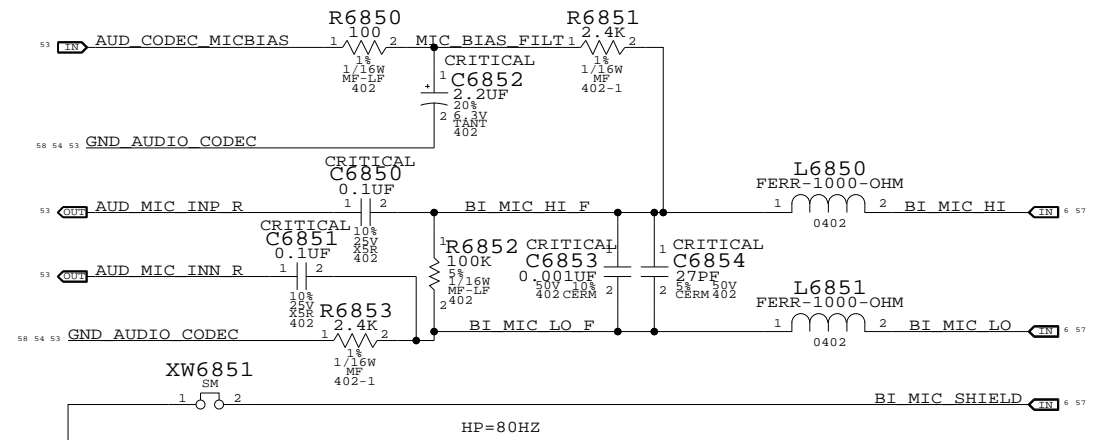 R6850
R6851
53 IN AUD_CODEC_MICBIAS 1 100 2 MIC_BIAS_FILT 1 2.4K 2
1%
1/16W
MF-LF
402
1%
1/16W
MF
402-1
CRITICAL
1 C6852
+ 2.2UF
20%
2 6.3V
TANT
402
58 54 53 GND_AUDIO_CODEC
CRITICAL
C6850
0.1UF
53 OUT AUD_MIC_INP_R 1 2 BI_MIC_HI_F
10%
25V
X5R
402
L6850
FERR-1000-OHM
1 2 BI_MIC_HI IN 6 57
0402
CRITICAL
C6851
0.1UF
53 OUT AUD_MIC_INN_R 1 2
10%
25V
X5R
402
1 R6852
100K
5%
1/16W
MF-LF
2 402
CRITICAL 1
C6853
0.001UF
50V 10%
402 CERM 2
1 CRITICAL
C6854
27PF
5% 50V
2 CERM 402
L6851
FERR-1000-OHM
BI_MIC_LO_F 1 2 BI_MIC_LO IN 6 57
0402
R6853
58 54 53 GND_AUDIO_CODEC 1 2.4K 2
1%
1/16W
MF
402-1
XW6851
SM
1 2 BI_MIC_SHIELD IN 6 57
HP=80HZ